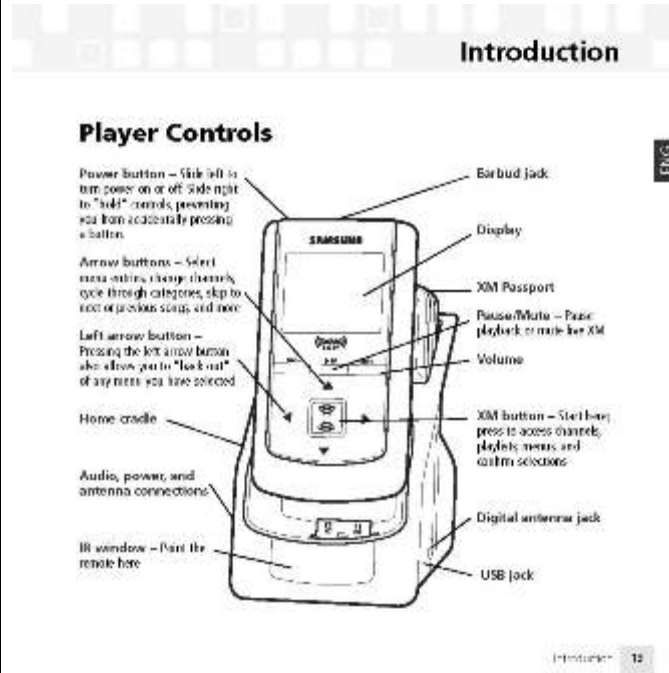 Introduction
Player Controls
ENG
Power button – Slide left to
turn power on or off. Slide right
to "hold" controls, preventing
you from accidentally pressing
a button.
Arrow buttons – Select
menu entries, change channels,
cycle through categories, skip to
next or previous songs, and more
Left arrow button –
Pressing the left arrow button
also allows you to "back out"
of any menu you have selected
Home cradle
Audio, power, and
antenna connections
IR window – Point the
remote here
SAMSUNG
Earbud jack
Display
XM Passport
Pause/Mute – Pause
playback or mute live XM
Volume
XM button – Start here;
press to access channels,
playlists, menus, and
confirm selections
Digital antenna jack
USB jack
Introduction